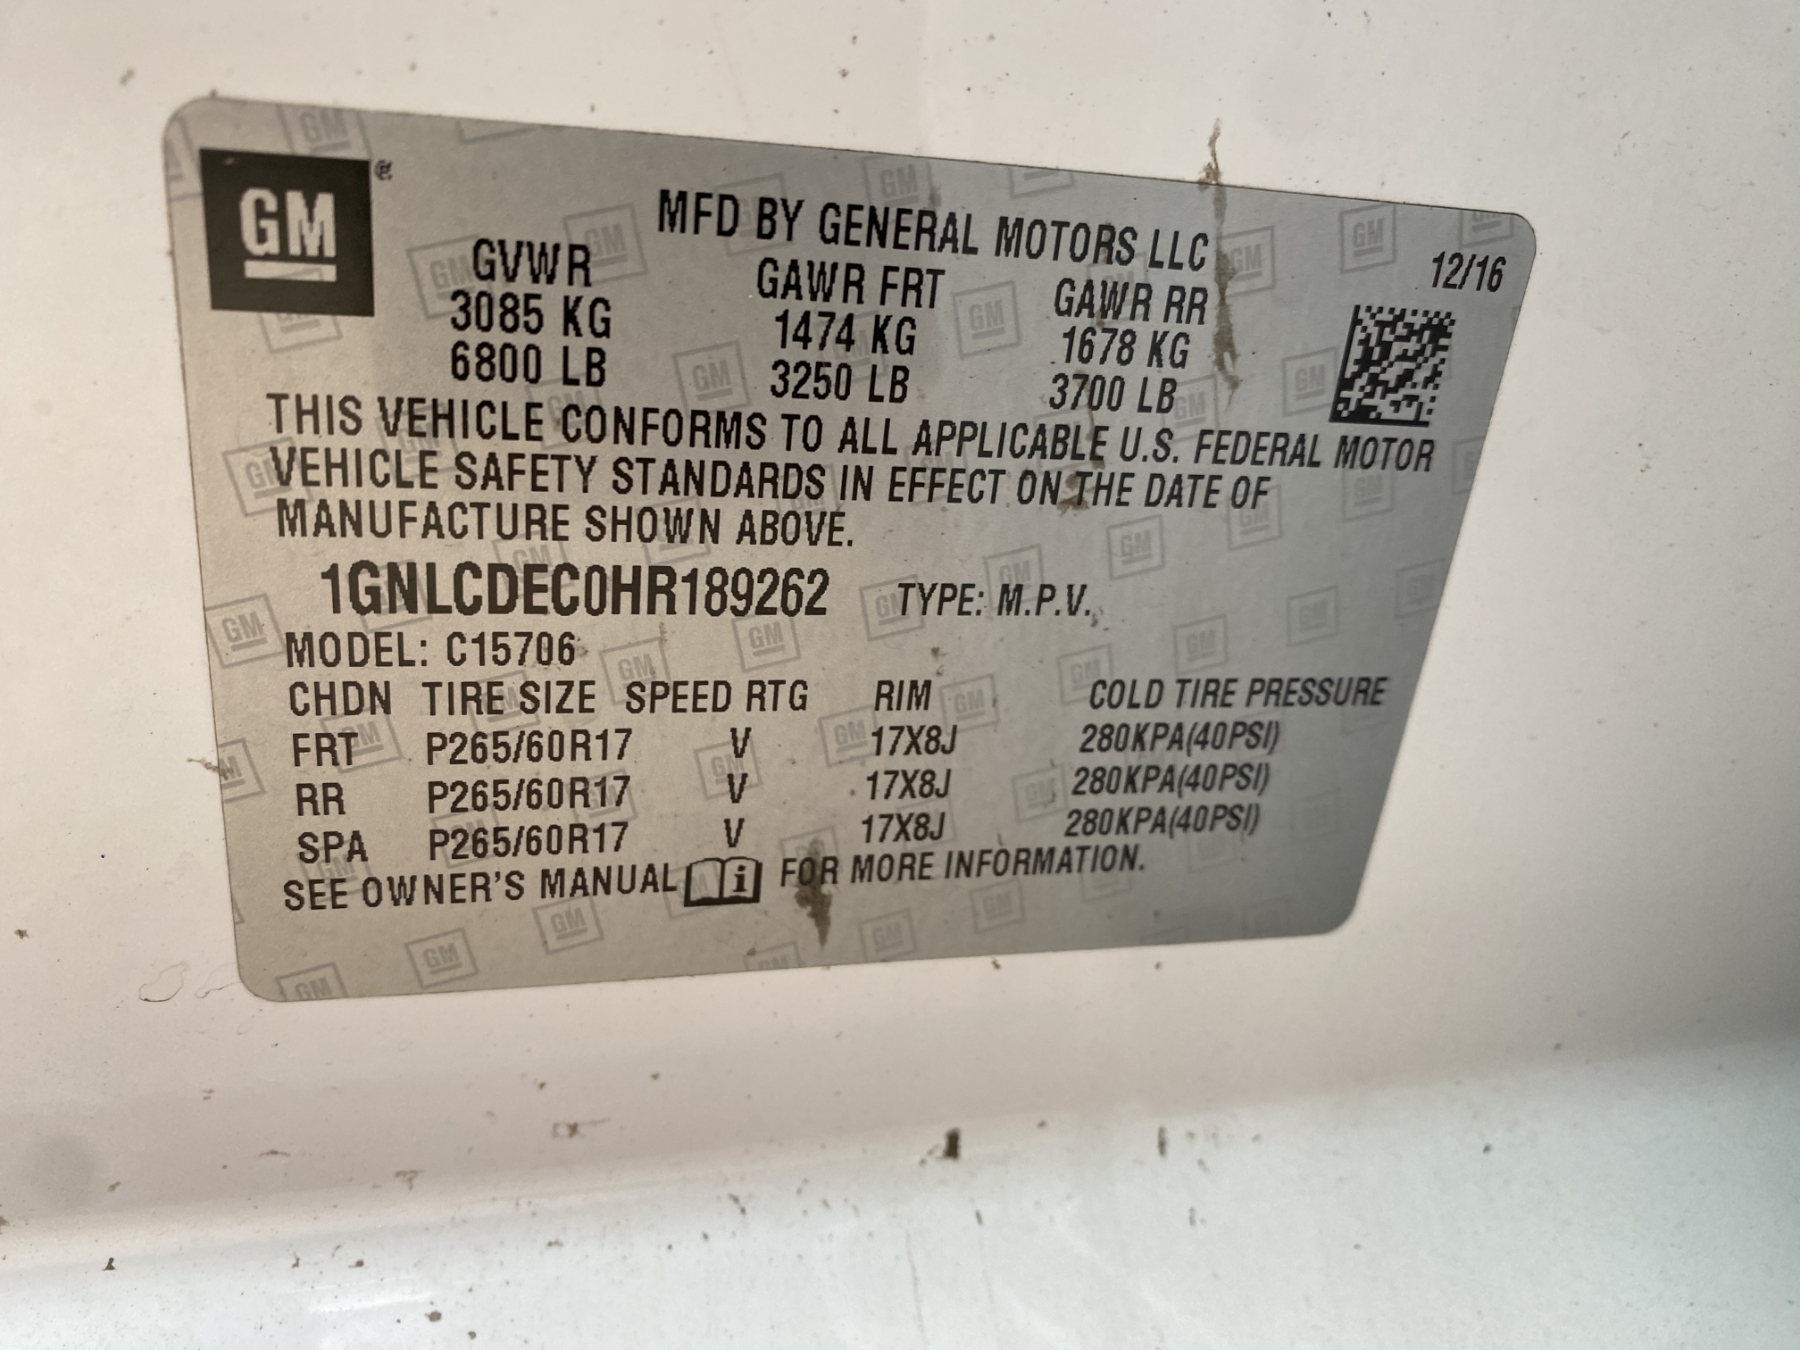 GM
MFD BY GENERAL MOTORS LLC
12/16
GVWR GAWR FRT GAWR RR
3085 KG 1474 KG 1678 KG
6800 LB 3250 LB 3700 LB
THIS VEHICLE CONFORMS TO ALL APPLICABLE U.S. FEDERAL MOTOR
VEHICLE SAFETY STANDARDS IN EFFECT ON THE DATE OF
MANUFACTURE SHOWN ABOVE.
1GNLCDEC0HR189262 TYPE: M.P.V.
MODEL: C15706
CHDN TIRE SIZE SPEED RTG RIM COLD TIRE PRESSURE
FRT P265/60R17 V 17X8J 280KPA(40PSI)
RR P265/60R17 V 17X8J 280KPA(40PSI)
SPA P265/60R17 V 17X8J 280KPA(40PSI)
SEE OWNER'S MANUAL i FOR MORE INFORMATION.